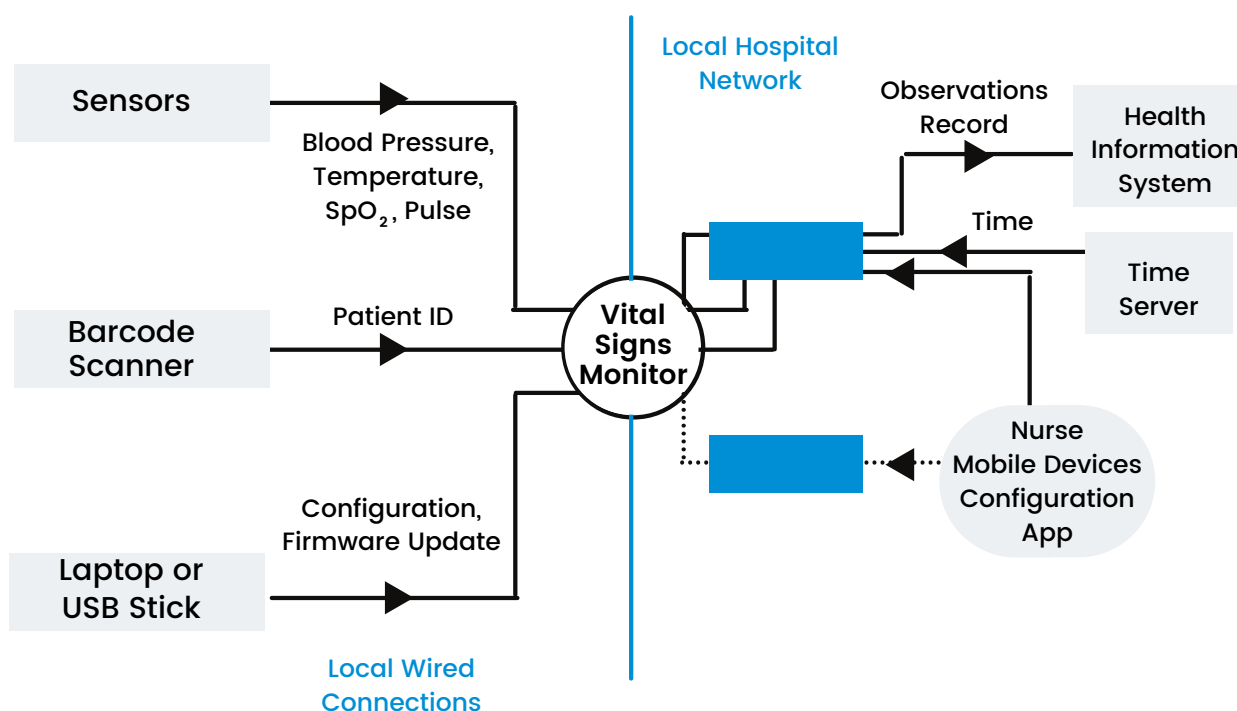 Local Hospital
Network
Sensors
Blood Pressure,
Temperature,
SpO₂, Pulse
Observations
Record
Health
Information
System
Time
Time
Server
Barcode
Scanner
Patient ID
Vital
Signs
Monitor
Nurse
Mobile Devices
Configuration
App
Configuration,
Firmware Update
Laptop or
USB Stick
Local Wired
Connections